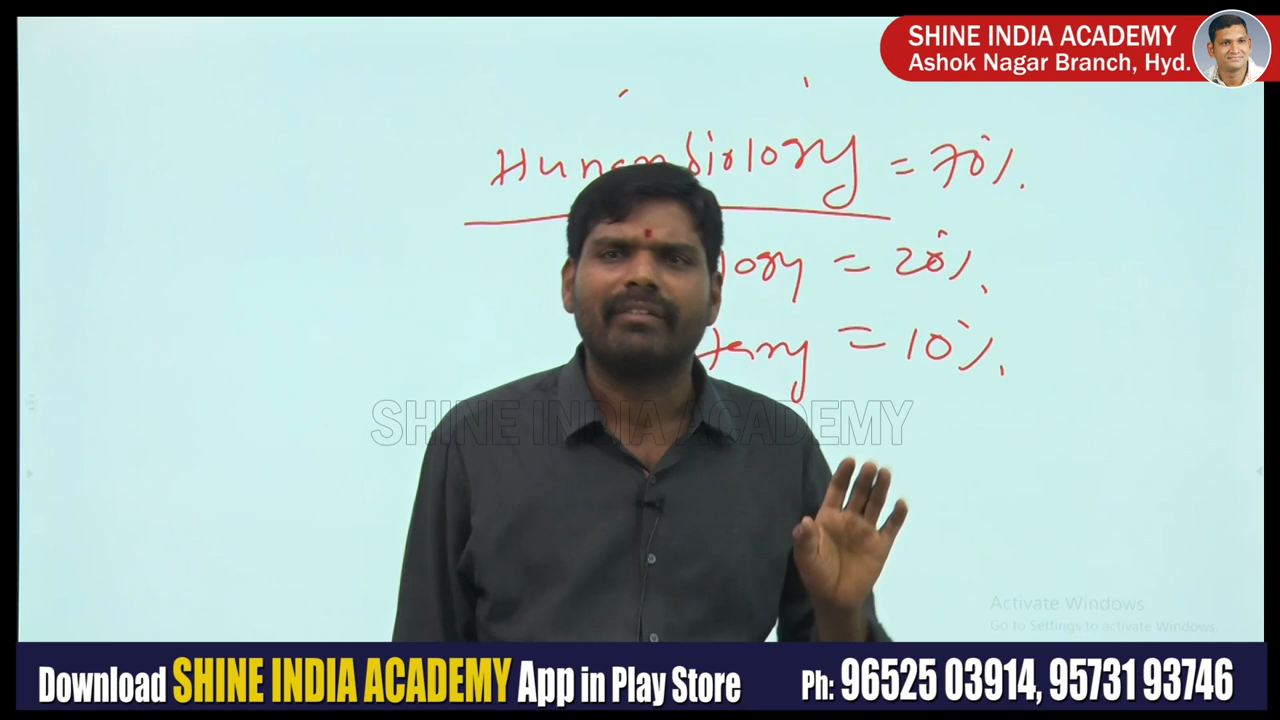 SHINE INDIA ACADEMY
Ashok Nagar Branch, Hyd.
Human biology = 70%.
logy = 20%.
= 10%.
SHINE INDIA ACADEMY
Activate Windows
Go to Settings to activate Windows.
Download SHINE INDIA ACADEMY App in Play Store
Ph: 96525 03914, 95731 93746